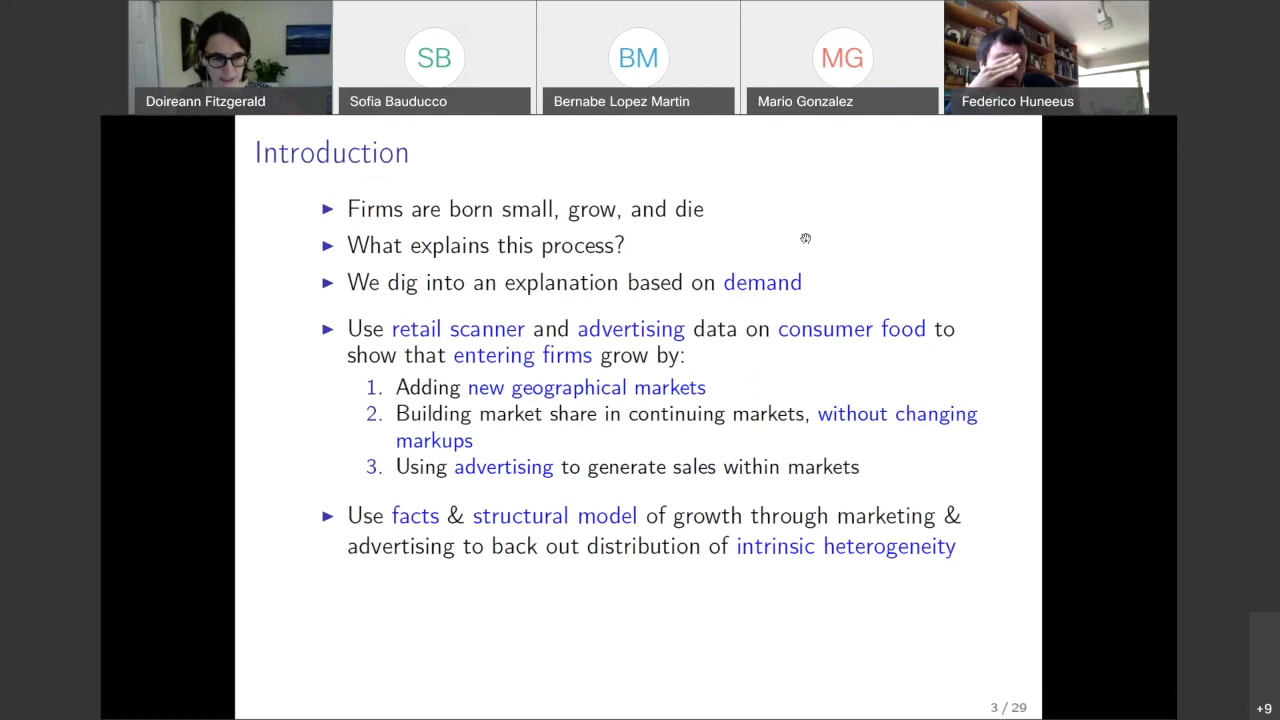 SB
BM
MG
Doireann Fitzgerald
Sofia Bauducco
Bernabe Lopez Martin
Mario Gonzalez
Federico Huneeus
Introduction
Firms are born small, grow, and die
What explains this process?
We dig into an explanation based on demand
Use retail scanner and advertising data on consumer food to
show that entering firms grow by:
1. Adding new geographical markets
2. Building market share in continuing markets, without changing
markups
3. Using advertising to generate sales within markets
Use facts & structural model of growth through marketing &
advertising to back out distribution of intrinsic heterogeneity
3 / 29
+9